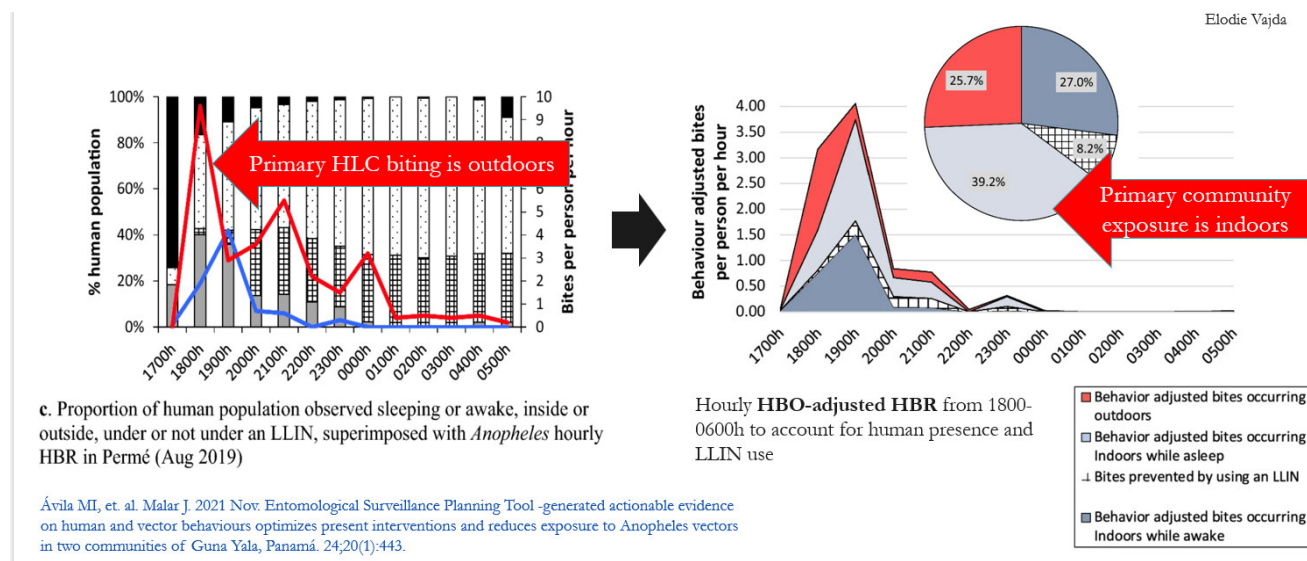 Elodie Vajda
100%
80%
60%
40%
20%
0%
% human population
10
9
8
7
6
5
4
3
2
1
0
Bites per person per hour
1700h
1800h
1900h
2000h
2100h
2200h
2300h
0000h
0100h
0200h
0300h
0400h
0500h
Primary HLC biting is outdoors
c. Proportion of human population observed sleeping or awake, inside or
outside, under or not under an LLIN, superimposed with Anopheles hourly
HBR in Permé (Aug 2019)
Ávila MI, et. al. Malar J. 2021 Nov. Entomological Surveillance Planning Tool -generated actionable evidence
on human and vector behaviours optimizes present interventions and reduces exposure to Anopheles vectors
in two communities of Guna Yala, Panamá. 24;20(1):443.
25.7%
27.0%
8.2%
39.2%
Primary community
exposure is indoors
Behaviour adjusted bites
per person per hour
4.00
3.50
3.00
2.50
2.00
1.50
1.00
0.50
0.00
1700h
1800h
1900h
2000h
2100h
2200h
2300h
0000h
0100h
0200h
0300h
0400h
0500h
Hourly HBO-adjusted HBR from 1800-
0600h to account for human presence and
LLIN use
Behavior adjusted bites occurring
outdoors
Behavior adjusted bites occurring
Indoors while asleep
Bites prevented by using an LLIN
Behavior adjusted bites occurring
Indoors while awake